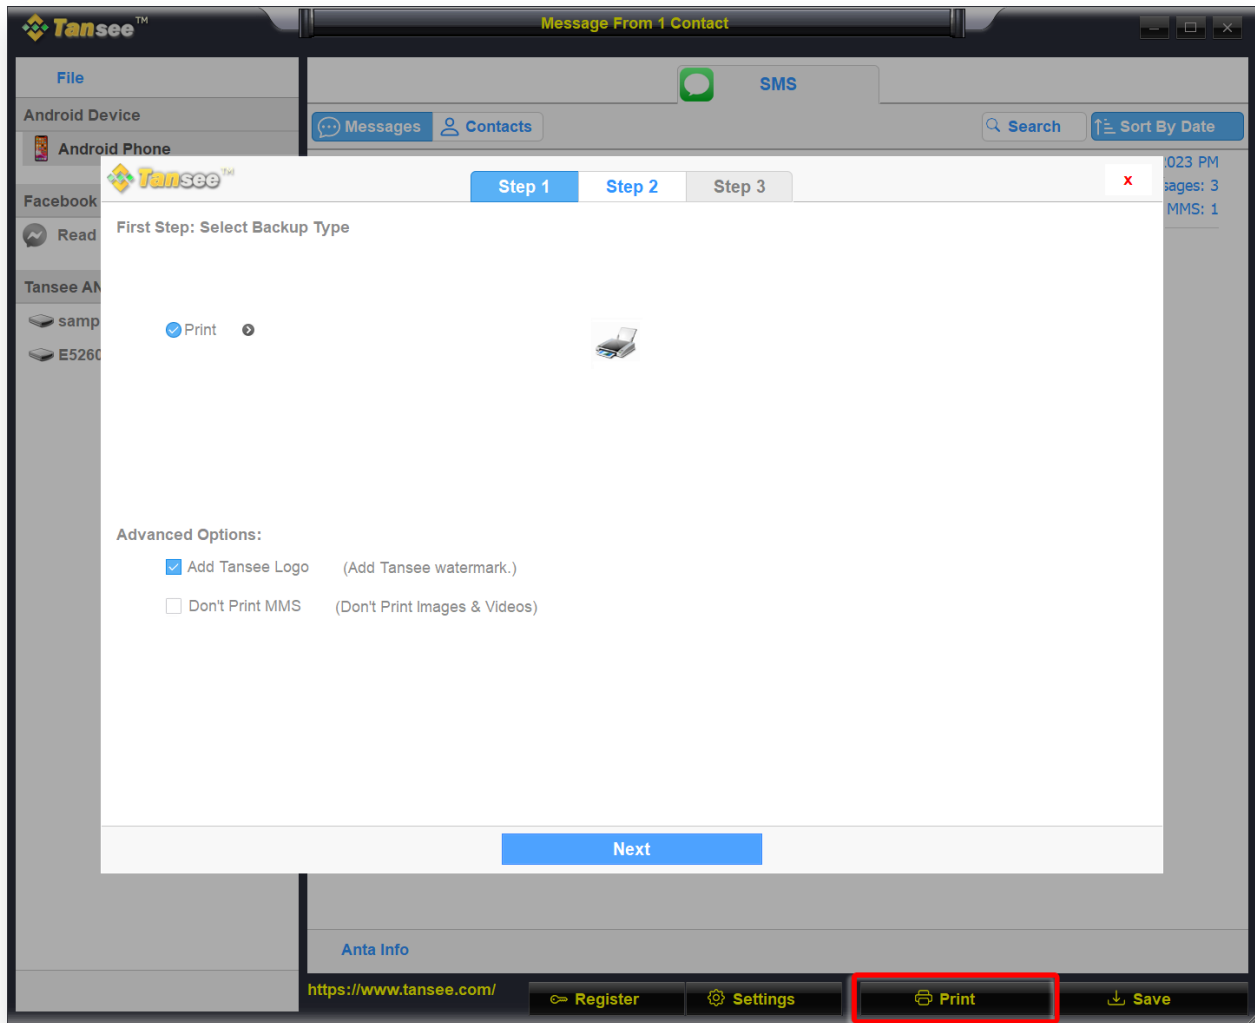 Tansee™
Message From 1 Contact
File
SMS
Android Device
Messages
Contacts
Search
Sort By Date
Android Phone
023 PM
Tansee™
Step 1
Step 2
Step 3
x
sages: 3
Facebook
MMS: 1
First Step: Select Backup Type
Read
Tansee AN
samp
Print
E5260
Advanced Options:
Add Tansee Logo (Add Tansee watermark.)
Don't Print MMS (Don't Print Images & Videos)
Next
Anta Info
https://www.tansee.com/
Register
Settings
Print
Save